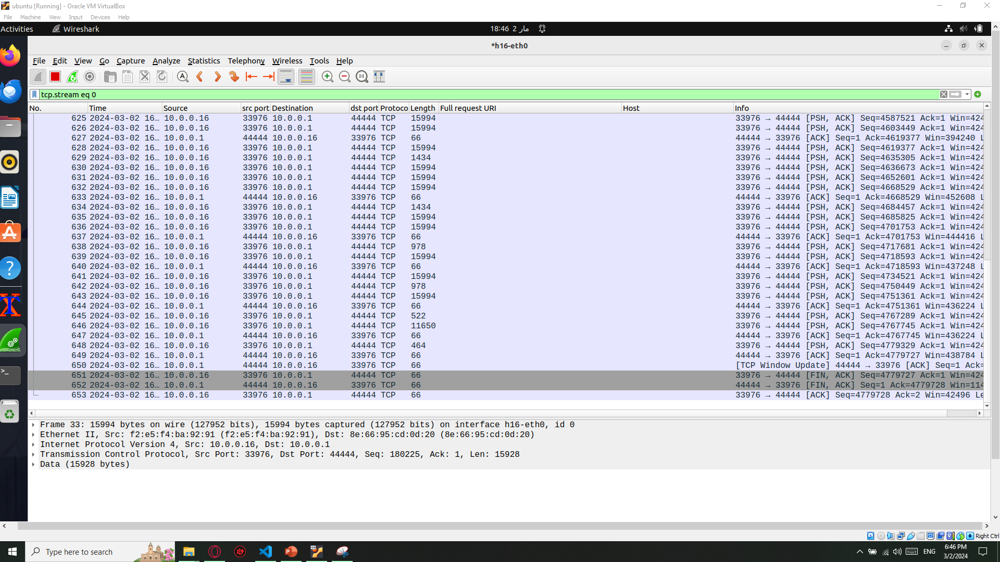 ubuntu [Running] - Oracle VM VirtualBox
File Machine View Input Devices Help
Activities Wireshark 18:46 2 مار
*h16-eth0
File Edit View Go Capture Analyze Statistics Telephony Wireless Tools Help
tcp.stream eq 0
No. Time Source src port Destination dst port Protoco Length Full request URI Host Info
625 2024-03-02 16… 10.0.0.16 33976 10.0.0.1 44444 TCP 15994 33976 → 44444 [PSH, ACK] Seq=4587521 Ack=1 Win=424
626 2024-03-02 16… 10.0.0.16 33976 10.0.0.1 44444 TCP 15994 33976 → 44444 [PSH, ACK] Seq=4603449 Ack=1 Win=424
627 2024-03-02 16… 10.0.0.1 44444 10.0.0.16 33976 TCP 66 44444 → 33976 [ACK] Seq=1 Ack=4619377 Win=394240 L
628 2024-03-02 16… 10.0.0.16 33976 10.0.0.1 44444 TCP 15994 33976 → 44444 [PSH, ACK] Seq=4619377 Ack=1 Win=424
629 2024-03-02 16… 10.0.0.16 33976 10.0.0.1 44444 TCP 1434 33976 → 44444 [PSH, ACK] Seq=4635305 Ack=1 Win=424
630 2024-03-02 16… 10.0.0.16 33976 10.0.0.1 44444 TCP 15994 33976 → 44444 [PSH, ACK] Seq=4636673 Ack=1 Win=424
631 2024-03-02 16… 10.0.0.16 33976 10.0.0.1 44444 TCP 15994 33976 → 44444 [PSH, ACK] Seq=4652601 Ack=1 Win=424
632 2024-03-02 16… 10.0.0.16 33976 10.0.0.1 44444 TCP 15994 33976 → 44444 [PSH, ACK] Seq=4668529 Ack=1 Win=424
633 2024-03-02 16… 10.0.0.1 44444 10.0.0.16 33976 TCP 66 44444 → 33976 [ACK] Seq=1 Ack=4668529 Win=452608 L
634 2024-03-02 16… 10.0.0.16 33976 10.0.0.1 44444 TCP 1434 33976 → 44444 [PSH, ACK] Seq=4684457 Ack=1 Win=424
635 2024-03-02 16… 10.0.0.16 33976 10.0.0.1 44444 TCP 15994 33976 → 44444 [PSH, ACK] Seq=4685825 Ack=1 Win=424
636 2024-03-02 16… 10.0.0.16 33976 10.0.0.1 44444 TCP 15994 33976 → 44444 [PSH, ACK] Seq=4701753 Ack=1 Win=424
637 2024-03-02 16… 10.0.0.1 44444 10.0.0.16 33976 TCP 66 44444 → 33976 [ACK] Seq=1 Ack=4701753 Win=444416 L
638 2024-03-02 16… 10.0.0.16 33976 10.0.0.1 44444 TCP 978 33976 → 44444 [PSH, ACK] Seq=4717681 Ack=1 Win=424
639 2024-03-02 16… 10.0.0.16 33976 10.0.0.1 44444 TCP 15994 33976 → 44444 [PSH, ACK] Seq=4718593 Ack=1 Win=424
640 2024-03-02 16… 10.0.0.1 44444 10.0.0.16 33976 TCP 66 44444 → 33976 [ACK] Seq=1 Ack=4718593 Win=437248 L
641 2024-03-02 16… 10.0.0.16 33976 10.0.0.1 44444 TCP 15994 33976 → 44444 [PSH, ACK] Seq=4734521 Ack=1 Win=424
642 2024-03-02 16… 10.0.0.16 33976 10.0.0.1 44444 TCP 978 33976 → 44444 [PSH, ACK] Seq=4750449 Ack=1 Win=424
643 2024-03-02 16… 10.0.0.16 33976 10.0.0.1 44444 TCP 15994 33976 → 44444 [PSH, ACK] Seq=4751361 Ack=1 Win=424
644 2024-03-02 16… 10.0.0.1 44444 10.0.0.16 33976 TCP 66 44444 → 33976 [ACK] Seq=1 Ack=4751361 Win=436224 L
645 2024-03-02 16… 10.0.0.16 33976 10.0.0.1 44444 TCP 522 33976 → 44444 [PSH, ACK] Seq=4767289 Ack=1 Win=424
646 2024-03-02 16… 10.0.0.16 33976 10.0.0.1 44444 TCP 11650 33976 → 44444 [PSH, ACK] Seq=4767745 Ack=1 Win=424
647 2024-03-02 16… 10.0.0.1 44444 10.0.0.16 33976 TCP 66 44444 → 33976 [ACK] Seq=1 Ack=4767745 Win=436224 L
648 2024-03-02 16… 10.0.0.16 33976 10.0.0.1 44444 TCP 464 33976 → 44444 [PSH, ACK] Seq=4779329 Ack=1 Win=424
649 2024-03-02 16… 10.0.0.1 44444 10.0.0.16 33976 TCP 66 44444 → 33976 [ACK] Seq=1 Ack=4779727 Win=438784 L
650 2024-03-02 16… 10.0.0.1 44444 10.0.0.16 33976 TCP 66 [TCP Window Update] 44444 → 33976 [ACK] Seq=1 Ack=
651 2024-03-02 16… 10.0.0.16 33976 10.0.0.1 44444 TCP 66 33976 → 44444 [FIN, ACK] Seq=4779727 Ack=1 Win=424
652 2024-03-02 16… 10.0.0.1 44444 10.0.0.16 33976 TCP 66 44444 → 33976 [FIN, ACK] Seq=1 Ack=4779728 Win=114
653 2024-03-02 16… 10.0.0.16 33976 10.0.0.1 44444 TCP 66 33976 → 44444 [ACK] Seq=4779728 Ack=2 Win=42496 Le
Frame 33: 15994 bytes on wire (127952 bits), 15994 bytes captured (127952 bits) on interface h16-eth0, id 0
Ethernet II, Src: f2:e5:f4:ba:92:91 (f2:e5:f4:ba:92:91), Dst: 8e:66:95:cd:0d:20 (8e:66:95:cd:0d:20)
Internet Protocol Version 4, Src: 10.0.0.16, Dst: 10.0.0.1
Transmission Control Protocol, Src Port: 33976, Dst Port: 44444, Seq: 180225, Ack: 1, Len: 15928
Data (15928 bytes)
Right Ctrl
Type here to search
ENG
6:46 PM
3/2/2024